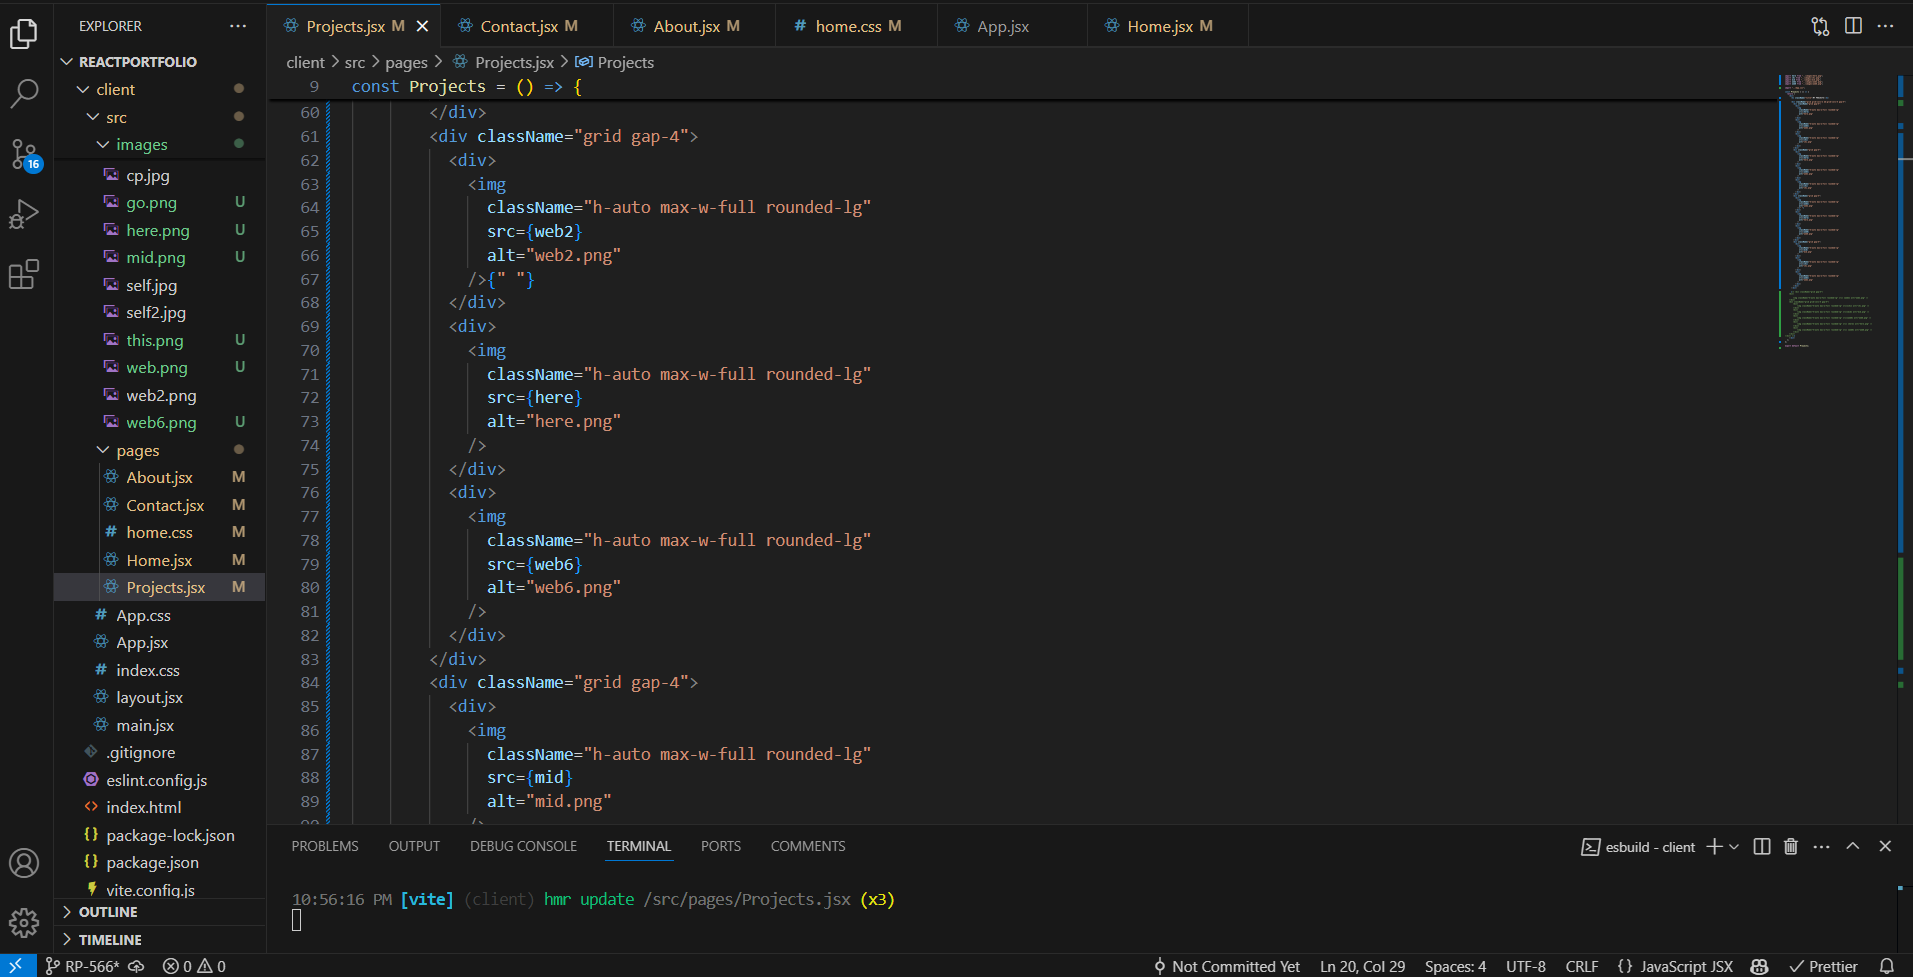 EXPLORER
REACTPORTFOLIO
client
src
images
cp.jpg
go.png U
here.png U
mid.png U
self.jpg
self2.jpg
this.png U
web.png U
web2.png
web6.png U
pages
About.jsx M
Contact.jsx M
home.css M
Home.jsx M
Projects.jsx M
App.css
App.jsx
index.css
layout.jsx
main.jsx
.gitignore
eslint.config.js
index.html
package-lock.json
package.json
vite.config.js
OUTLINE
TIMELINE
16
Projects.jsx M Contact.jsx M About.jsx M home.css M App.jsx Home.jsx M
client > src > pages > Projects.jsx > Projects
9 const Projects = () => {
60 </div>
61 <div className="grid gap-4">
62 <div>
63 <img
64 className="h-auto max-w-full rounded-lg"
65 src={web2}
66 alt="web2.png"
67 />{" "}
68 </div>
69 <div>
70 <img
71 className="h-auto max-w-full rounded-lg"
72 src={here}
73 alt="here.png"
74 />
75 </div>
76 <div>
77 <img
78 className="h-auto max-w-full rounded-lg"
79 src={web6}
80 alt="web6.png"
81 />
82 </div>
83 </div>
84 <div className="grid gap-4">
85 <div>
86 <img
87 className="h-auto max-w-full rounded-lg"
88 src={mid}
89 alt="mid.png"
PROBLEMS OUTPUT DEBUG CONSOLE TERMINAL PORTS COMMENTS
esbuild - client
10:56:16 PM [vite] (client) hmr update /src/pages/Projects.jsx (x3)
RP-566* 0 0 Not Committed Yet Ln 20, Col 29 Spaces: 4 UTF-8 CRLF {} JavaScript JSX Prettier